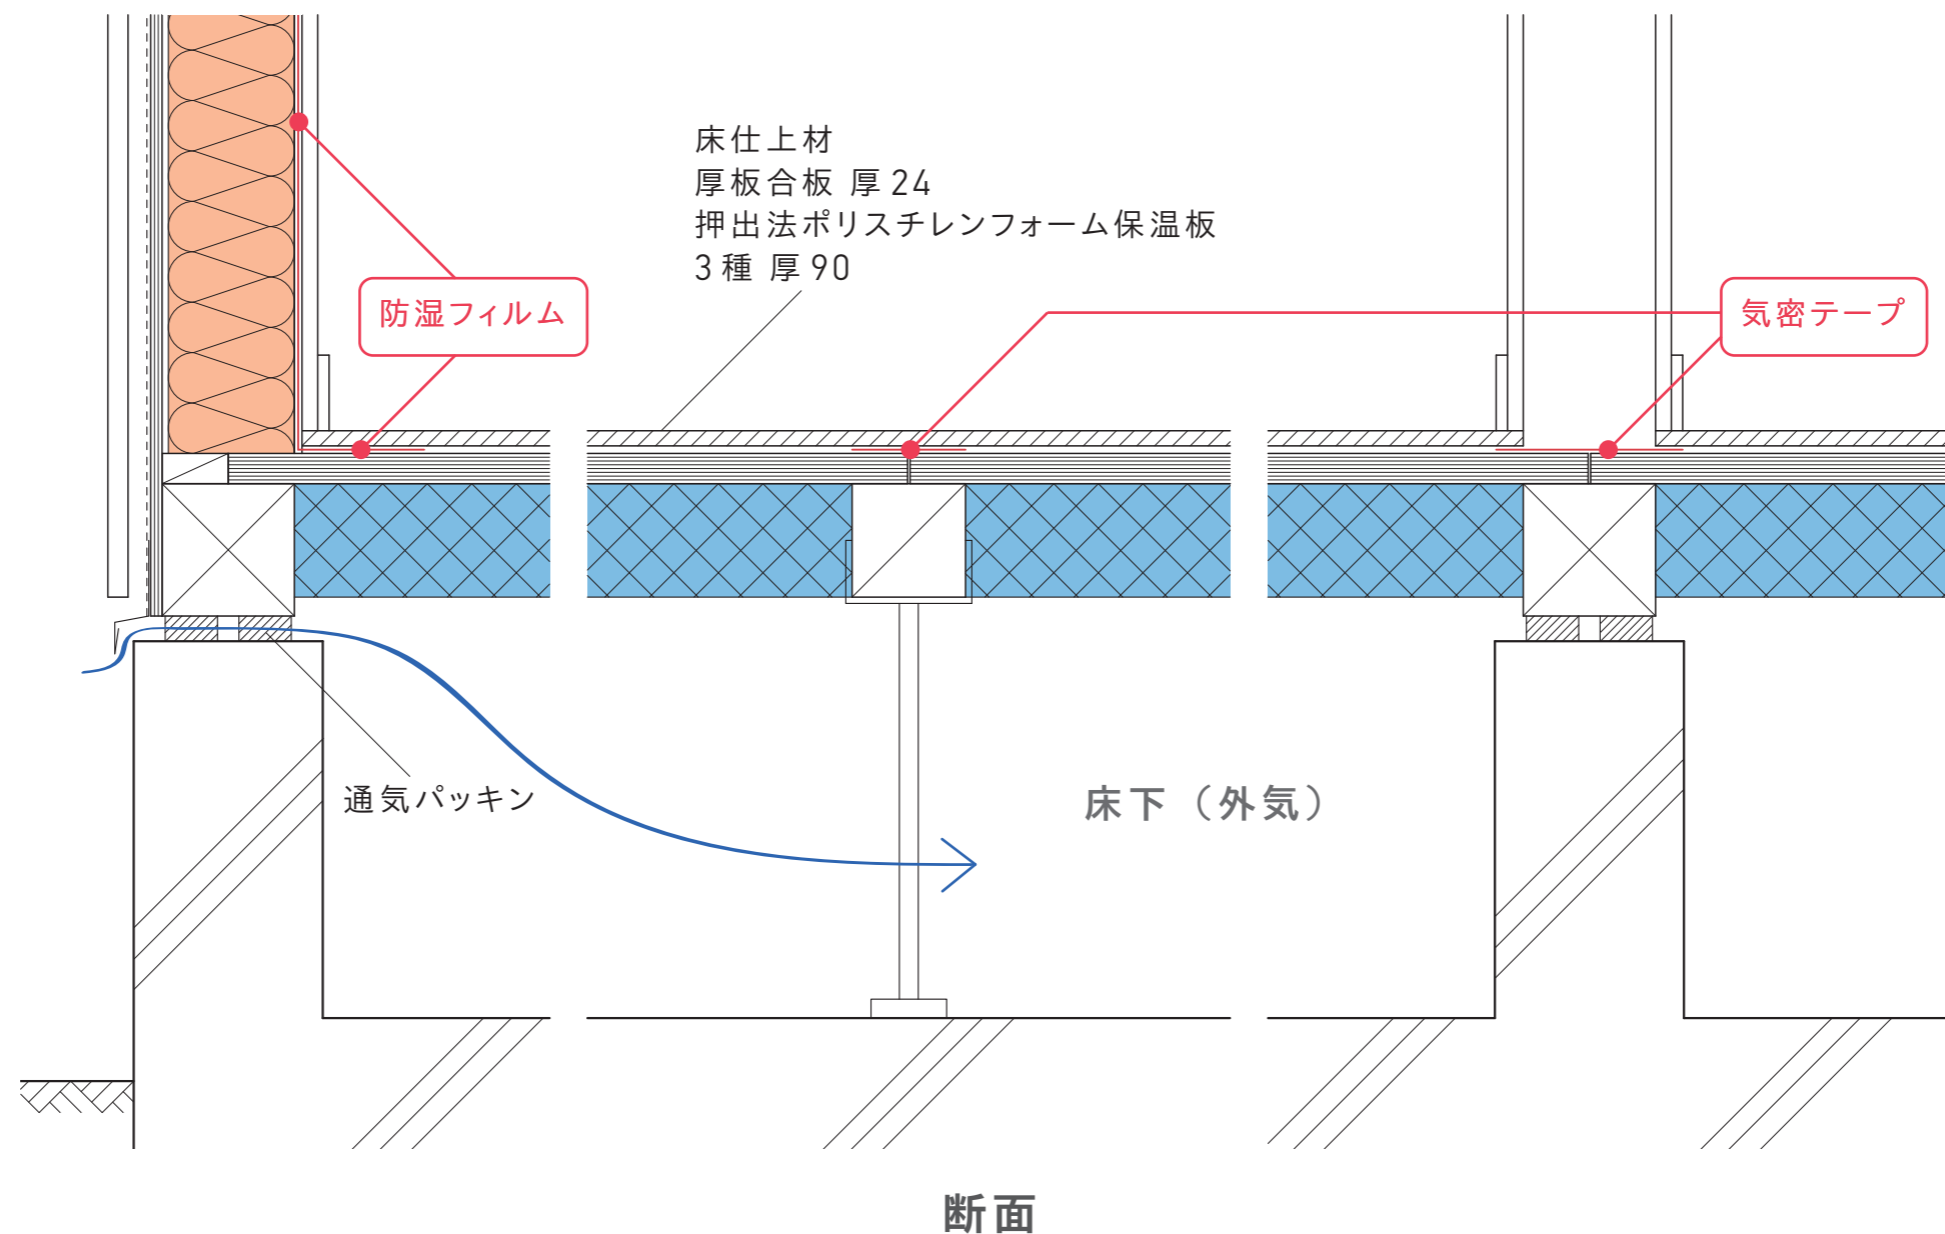 床仕上材
厚板合板 厚24
押出法ポリスチレンフォーム保温板
3種 厚90
防湿フィルム
気密テープ
通気パッキン
床下（外気）
断面